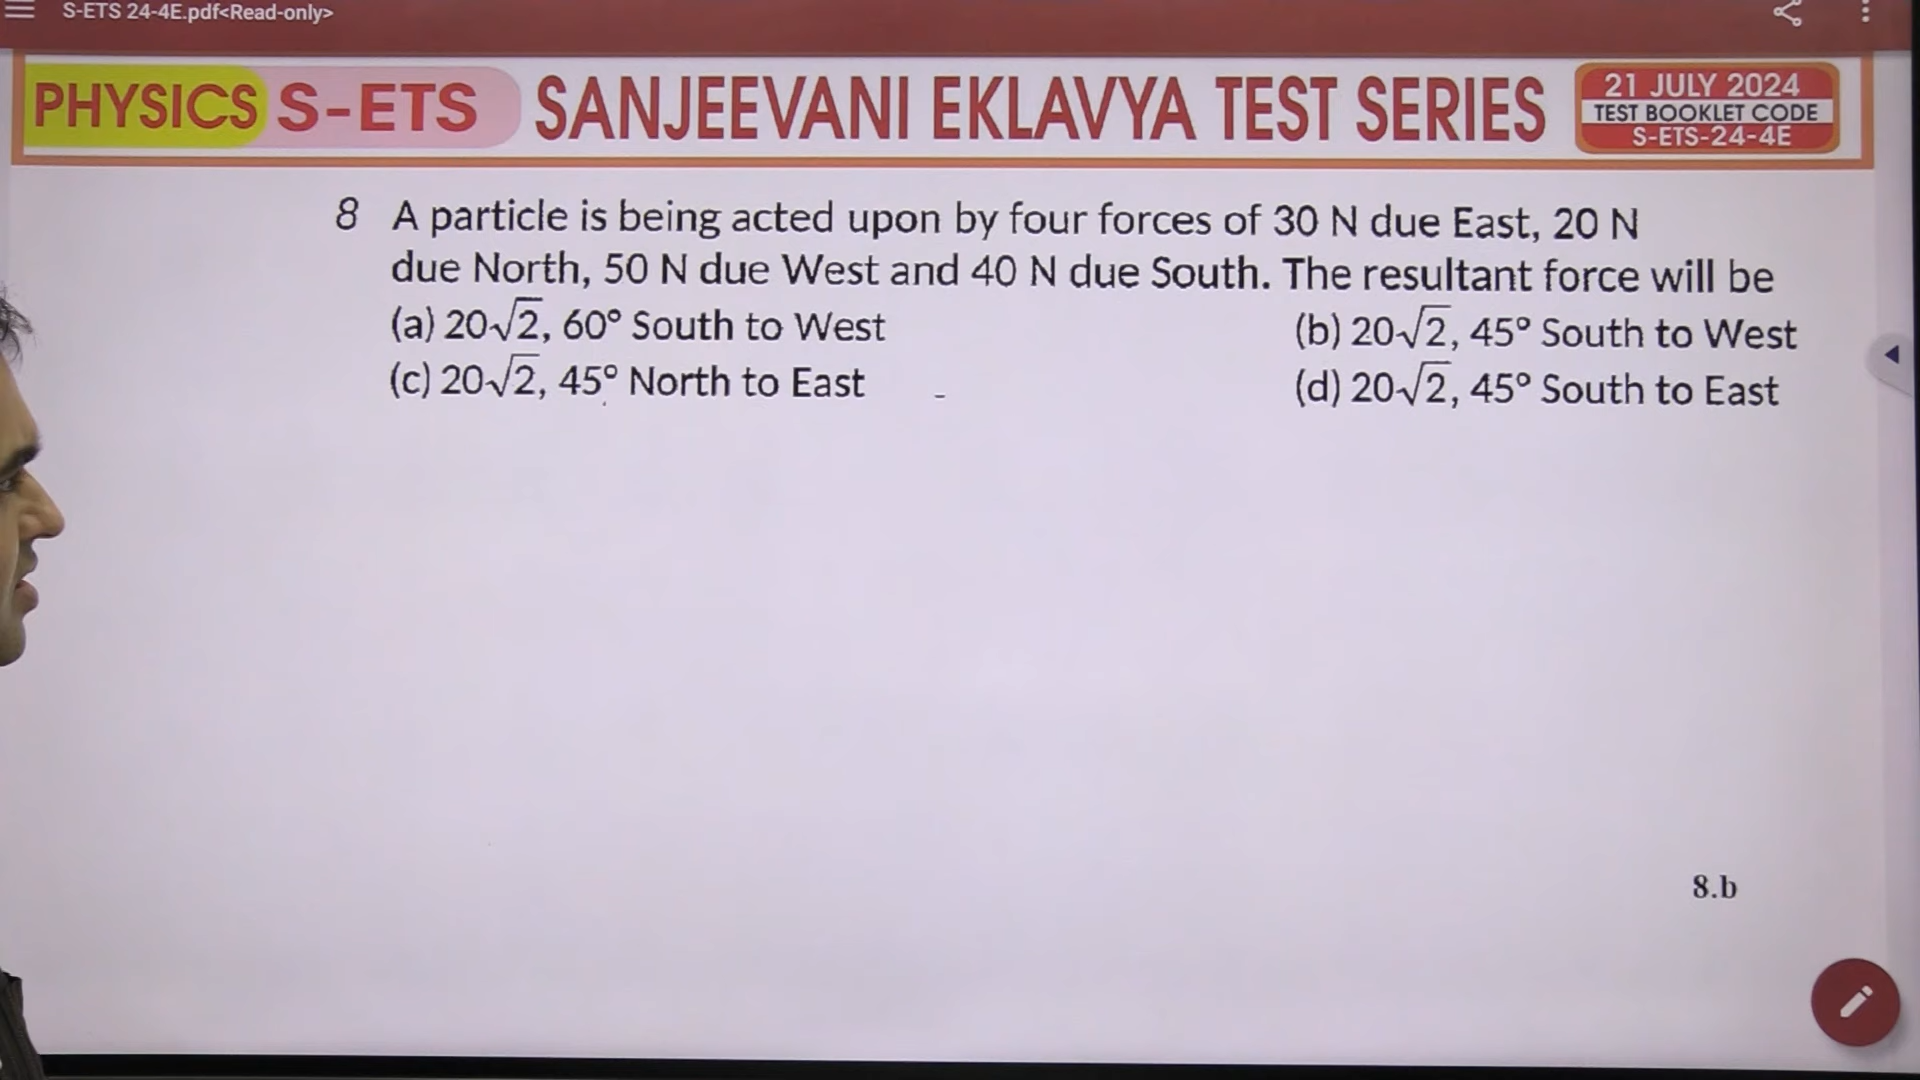 S-ETS 24-4E.pdf<Read-only>
PHYSICS S-ETS SANJEEVANI EKLAVYA TEST SERIES
21 JULY 2024
TEST BOOKLET CODE
S-ETS-24-4E
8 A particle is being acted upon by four forces of 30 N due East, 20 N
due North, 50 N due West and 40 N due South. The resultant force will be
(a) 20√2, 60° South to West (b) 20√2, 45° South to West
(c) 20√2, 45° North to East (d) 20√2, 45° South to East
8.b